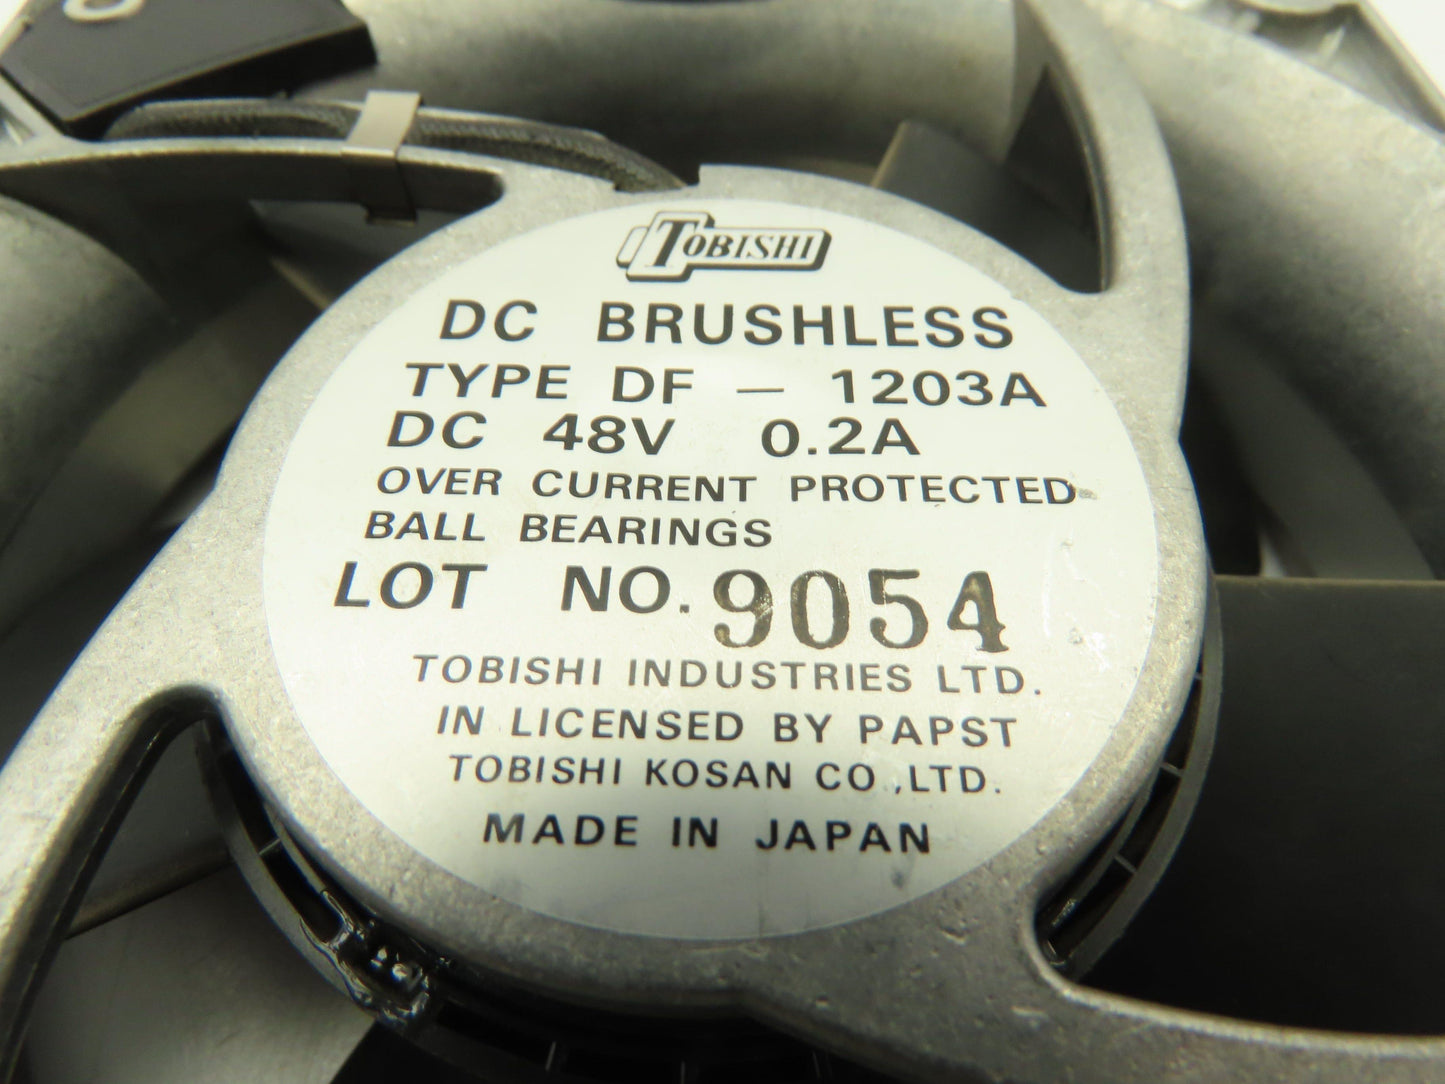 TOBISHI
DC BRUSHLESS
TYPE DF — 1203A
DC 48V 0.2A
OVER CURRENT PROTECTED
BALL BEARINGS
LOT NO. 9054
TOBISHI INDUSTRIES LTD.
IN LICENSED BY PAPST
TOBISHI KOSAN CO.,LTD.
MADE IN JAPAN